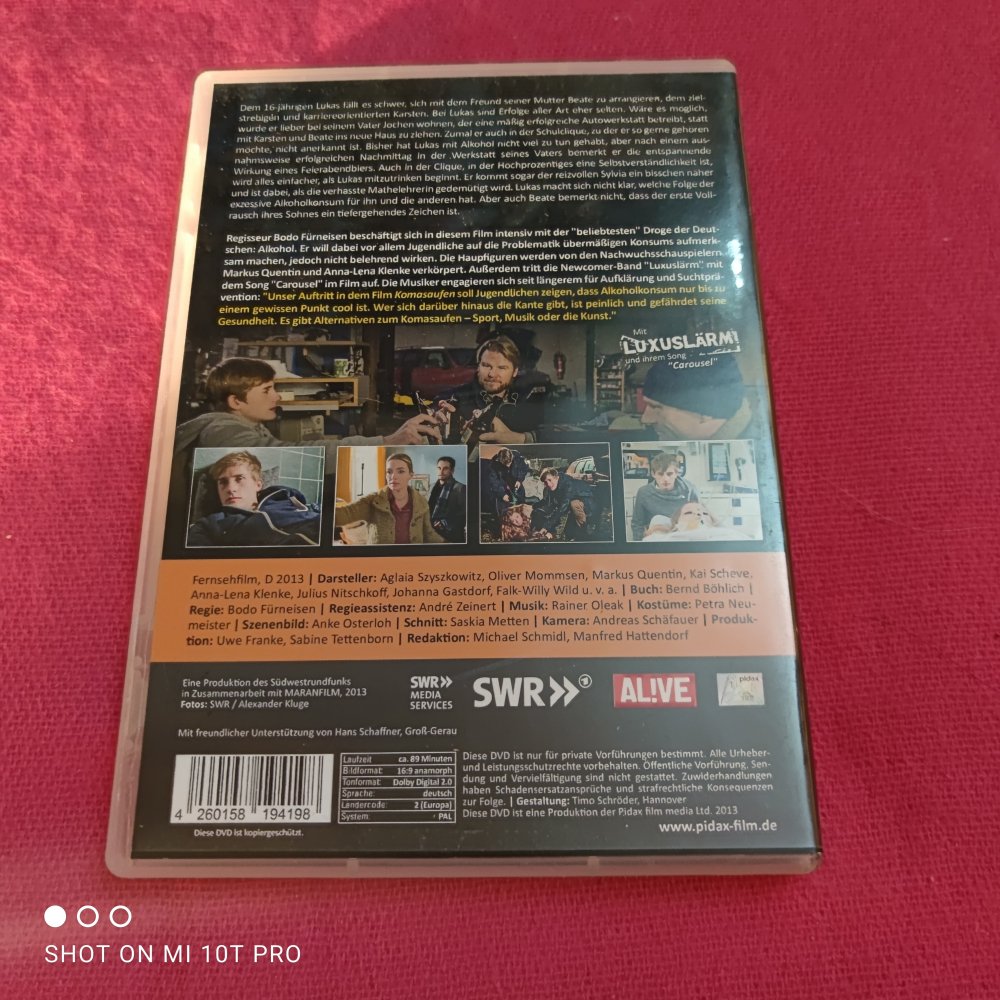 Dem 16-jährigen Lukas fällt es schwer, sich mit dem Freund seiner Mutter Beate zu arrangieren, dem ziel-
strebigen und karriereorientierten Karsten. Bei Lukas sind Erfolge aller Art eher selten. Wäre es möglich,
würde er lieber bei seinem Vater Jochen wohnen, der eine mäßig erfolgreiche Autowerkstatt betreibt, statt
mit Karsten und Beate ins neue Haus zu ziehen. Zumal er auch in der Schulclique, zu der er so gerne gehören
möchte, nicht anerkannt ist. Bisher hat Lukas mit Alkohol nicht viel zu tun gehabt, aber nach einem aus-
nahmsweise erfolgreichen Nachmittag in der Werkstatt seines Vaters bemerkt er die entspannende
Wirkung eines Feierabendbiers. Auch in der Clique, in der Hochprozentiges eine Selbstverständlichkeit ist,
wird alles einfacher, als Lukas mitzutrinken beginnt. Er kommt sogar der reizvollen Sylvia ein bisschen näher
und ist dabei, als die verhasste Mathelehrerin gedemütigt wird. Lukas macht sich nicht klar, welche Folge der
exzessive Alkoholkonsum für ihn und die anderen hat. Aber auch Beate bemerkt nicht, dass der erste Voll-
rausch ihres Sohnes ein tiefergehendes Zeichen ist.
Regisseur Bodo Fürneisen beschäftigt sich in diesem Film intensiv mit der "beliebtesten" Droge der Deut-
schen: Alkohol. Er will dabei vor allem Jugendliche auf die Problematik übermäßigen Konsums aufmerk-
sam machen, jedoch nicht belehrend wirken. Die Haupfiguren werden von den Nachwuchsschauspielern
Markus Quentin und Anna-Lena Klenke verkörpert. Außerdem tritt die Newcomer-Band "Luxuslärm" mit
dem Song "Carousel" im Film auf. Die Musiker engagieren sich seit längerem für Aufklärung und Suchtprä-
vention: "Unser Auftritt in dem Film Komasaufen soll Jugendlichen zeigen, dass Alkoholkonsum nur bis zu
einem gewissen Punkt cool ist. Wer sich darüber hinaus die Kante gibt, ist peinlich und gefährdet seine
Gesundheit. Es gibt Alternativen zum Komasaufen – Sport, Musik oder die Kunst."
Mit
LUXUSLÄRM
und ihrem Song
"Carousel"
Fernsehfilm, D 2013 | Darsteller: Aglaia Szyszkowitz, Oliver Mommsen, Markus Quentin, Kai Scheve,
Anna-Lena Klenke, Julius Nitschkoff, Johanna Gastdorf, Falk-Willy Wild u. v. a. | Buch: Bernd Böhlich |
Regie: Bodo Fürneisen | Regieassistenz: André Zeinert | Musik: Rainer Oleak | Kostüme: Petra Neu-
meister | Szenenbild: Anke Osterloh | Schnitt: Saskia Metten | Kamera: Andreas Schäfauer | Produk-
tion: Uwe Franke, Sabine Tettenborn | Redaktion: Michael Schmidl, Manfred Hattendorf
Eine Produktion des Südwestrundfunks
in Zusammenarbeit mit MARANFILM, 2013
Fotos: SWR / Alexander Kluge
SWR»
MEDIA
SERVICES
SWR»
AL!VE
pidax
Mit freundlicher Unterstützung von Hans Schaffner, Groß-Gerau
4 260158 194198
Diese DVD ist kopiergeschützt.
Laufzeit ca. 89 Minuten
Bildformat: 16:9 anamorph
Tonformat: Dolby Digital 2.0
Sprache: deutsch
Ländercode: 2 (Europa)
System: PAL
Diese DVD ist nur für private Vorführungen bestimmt. Alle Urheber-
und Leistungsschutzrechte vorbehalten. Öffentliche Vorführung, Sen-
dung und Vervielfältigung sind nicht gestattet. Zuwiderhandlungen
haben Schadensersatzansprüche und strafrechtliche Konsequenzen
zur Folge. | Gestaltung: Timo Schröder, Hannover
Diese DVD ist eine Produktion der Pidax film media Ltd. 2013
www.pidax-film.de
SHOT ON MI 10T PRO